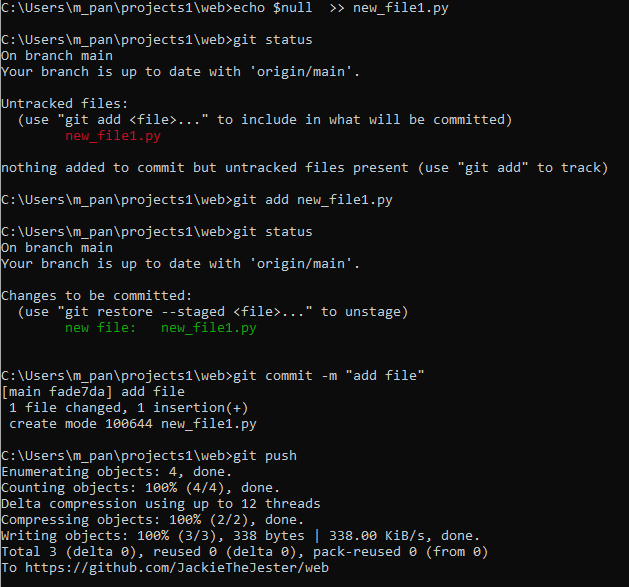 C:\Users\m_pan\projects1\web>echo $null  >> new_file1.py
C:\Users\m_pan\projects1\web>git status
On branch main
Your branch is up to date with 'origin/main'.
Untracked files:
  (use "git add <file>..." to include in what will be committed)
        new_file1.py
nothing added to commit but untracked files present (use "git add" to track)
C:\Users\m_pan\projects1\web>git add new_file1.py
C:\Users\m_pan\projects1\web>git status
On branch main
Your branch is up to date with 'origin/main'.
Changes to be committed:
  (use "git restore --staged <file>..." to unstage)
        new file:   new_file1.py
C:\Users\m_pan\projects1\web>git commit -m "add file"
[main fade7da] add file
 1 file changed, 1 insertion(+)
 create mode 100644 new_file1.py
C:\Users\m_pan\projects1\web>git push
Enumerating objects: 4, done.
Counting objects: 100% (4/4), done.
Delta compression using up to 12 threads
Compressing objects: 100% (2/2), done.
Writing objects: 100% (3/3), 338 bytes | 338.00 KiB/s, done.
Total 3 (delta 0), reused 0 (delta 0), pack-reused 0 (from 0)
To https://github.com/JackieTheJester/web